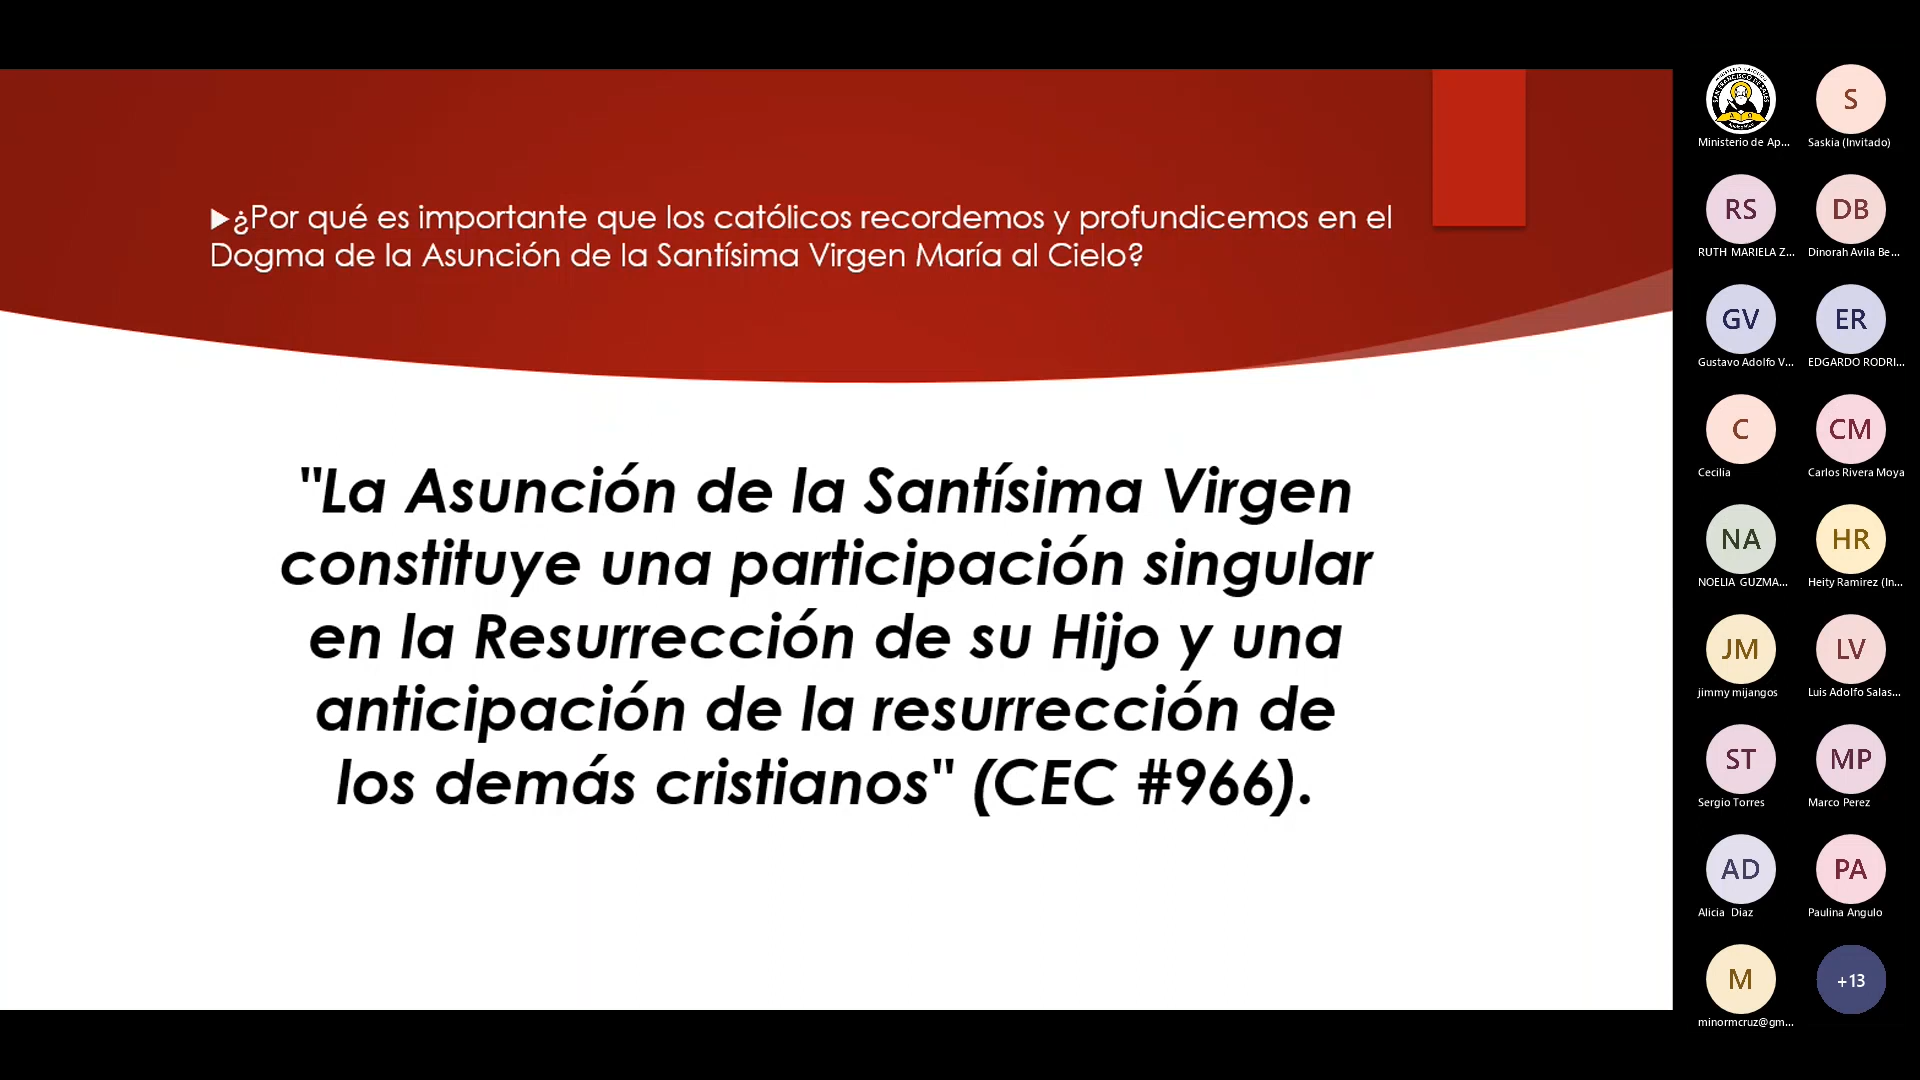 ▶¿Por qué es importante que los católicos recordemos y profundicemos en el
Dogma de la Asunción de la Santísima Virgen María al Cielo?
"La Asunción de la Santísima Virgen
constituye una participación singular
en la Resurrección de su Hijo y una
anticipación de la resurrección de
los demás cristianos" (CEC #966).
Ministerio de Ap...
S
Saskia (Invitado)
RS
RUTH MARIELA Z...
DB
Dinorah Avila Be...
GV
Gustavo Adolfo V...
ER
EDGARDO RODRI...
C
Cecilia
CM
Carlos Rivera Moya
NA
NOELIA GUZMA...
HR
Heity Ramirez (In...
JM
jimmy mijangos
LV
Luis Adolfo Salas...
ST
Sergio Torres
MP
Marco Perez
AD
Alicia Diaz
PA
Paulina Angulo
M
minormcruz@gm...
+13